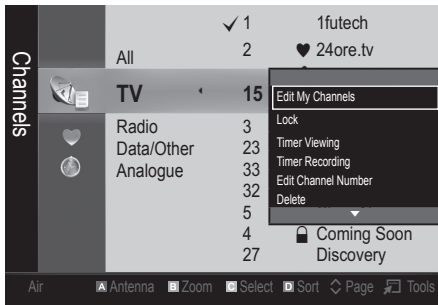 Channels
✓ 1 1futech
All 2 ♥ 24ore.tv
TV 15
Radio 3
Data/Other 23
Analogue 33
32
5
4 Coming Soon
27 Discovery
Edit My Channels
Lock
Timer Viewing
Timer Recording
Edit Channel Number
Delete
Air A Antenna B Zoom C Select D Sort Page Tools